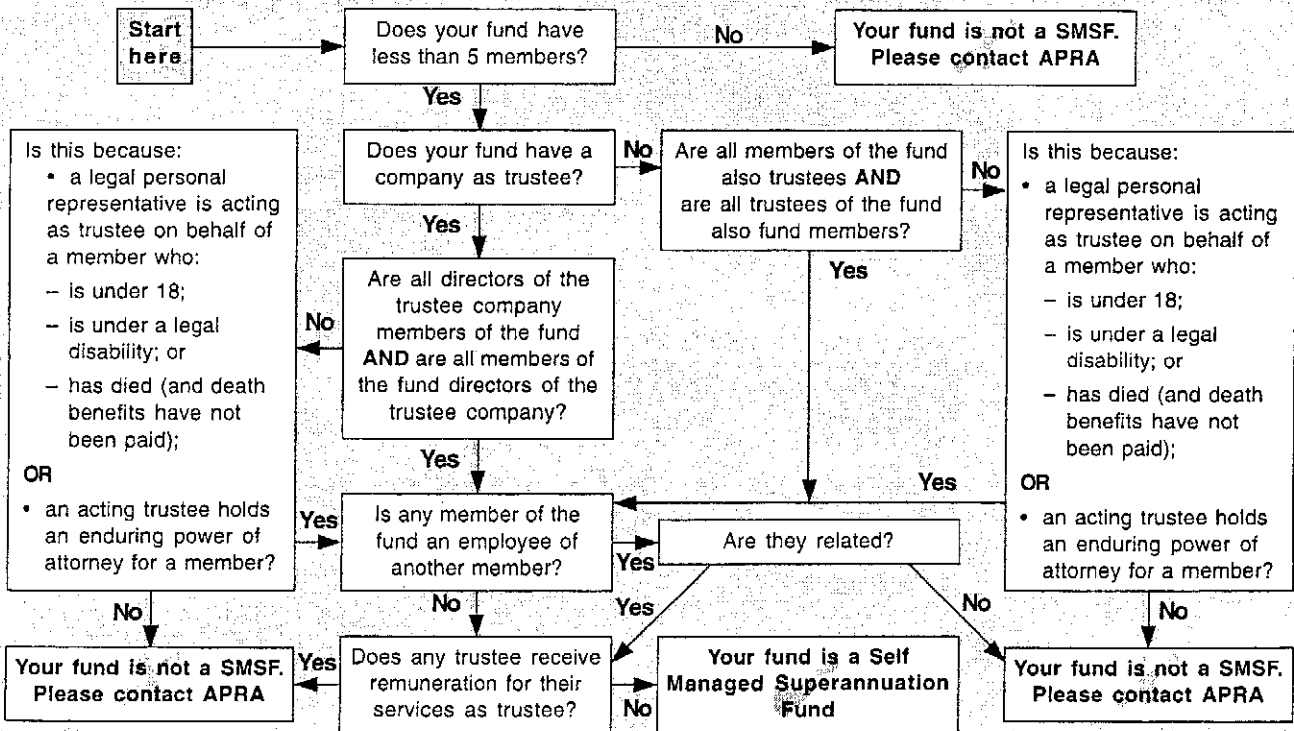 Start
here
Does your fund have
less than 5 members?
No
Your fund is not a SMSF.
Please contact APRA
Yes
Does your fund have a
company as trustee?
No
Are all members of the fund
also trustees AND
are all trustees of the fund
also fund members?
No
Is this because:
• a legal personal
representative is acting
as trustee on behalf of
a member who:
– is under 18;
– is under a legal
disability; or
– has died (and death
benefits have not
been paid);
OR
• an acting trustee holds
an enduring power of
attorney for a member?
Yes
Yes
Are all directors of the
trustee company
members of the fund
AND are all members of
the fund directors of the
trustee company?
No
Is this because:
• a legal personal
representative is acting
as trustee on behalf of
a member who:
– is under 18;
– is under a legal
disability; or
– has died (and death
benefits have not
been paid);
OR
• an acting trustee holds
an enduring power of
attorney for a member?
Yes
Yes
Yes
Is any member of the
fund an employee of
another member?
Yes
Are they related?
No
No
Yes
No
No
Your fund is not a SMSF.
Please contact APRA
Yes
Does any trustee receive
remuneration for their
services as trustee?
No
Your fund is a Self
Managed Superannuation
Fund
Your fund is not a SMSF.
Please contact APRA